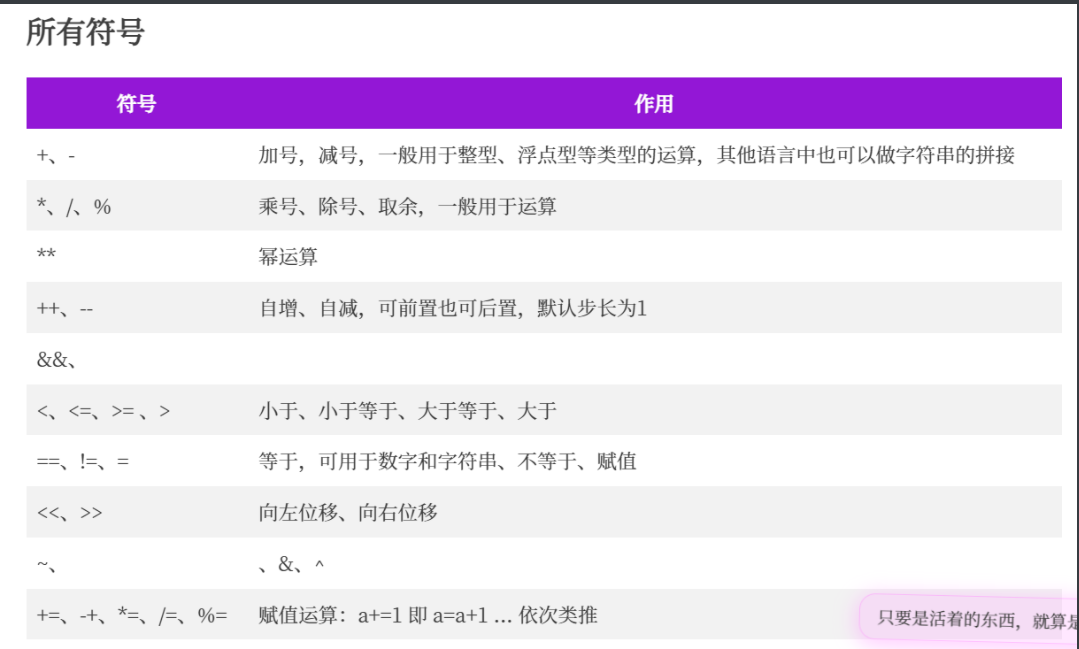 所有符号
符号 作用
+、- 加号，减号，一般用于整型、浮点型等类型的运算，其他语言中也可以做字符串的拼接
*、/、% 乘号、除号、取余，一般用于运算
** 幂运算
++、-- 自增、自减，可前置也可后置，默认步长为1
&&、
<、<=、>= 、> 小于、小于等于、大于等于、大于
==、!=、= 等于，可用于数字和字符串、不等于、赋值
<<、>> 向左位移、向右位移
~、 、&、^
+=、-+、*=、/=、%= 赋值运算：a+=1 即 a=a+1 ... 依次类推
只要是活着的东西，就算是